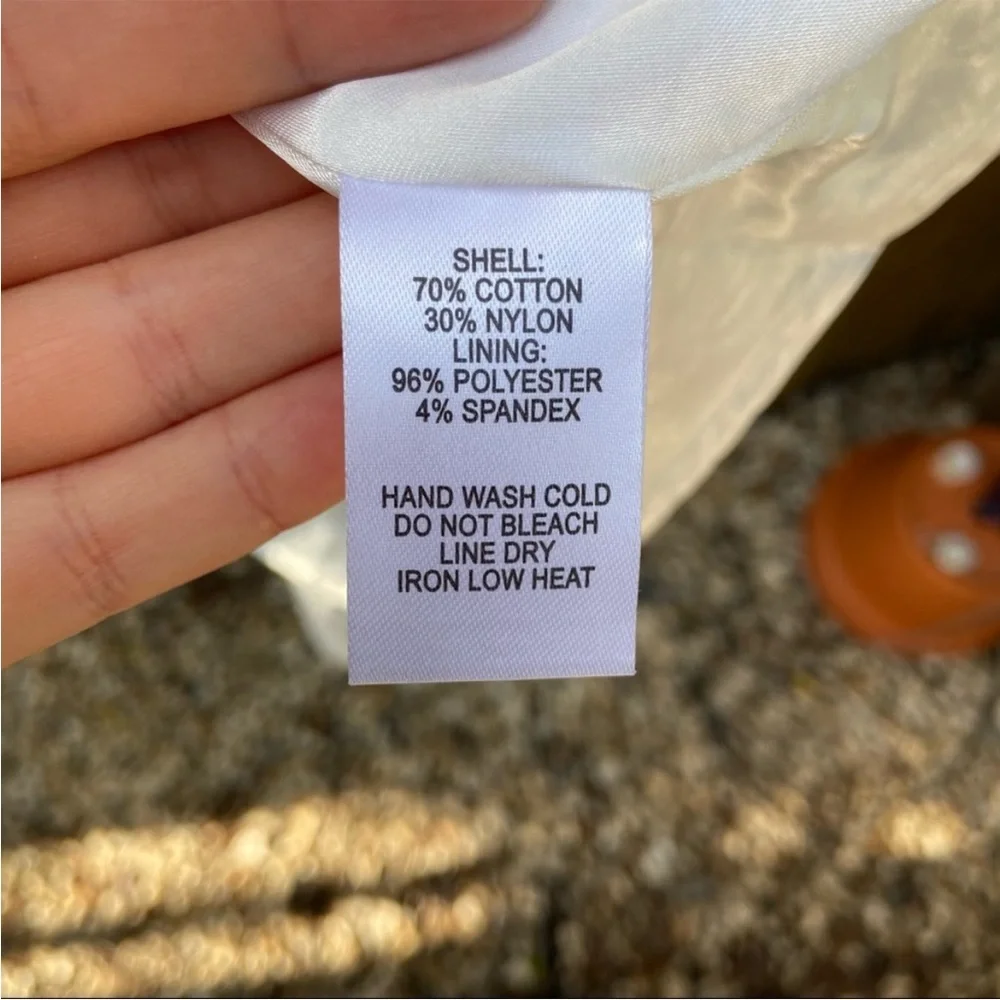 SHELL:
70% COTTON
30% NYLON
LINING:
96% POLYESTER
4% SPANDEX
HAND WASH COLD
DO NOT BLEACH
LINE DRY
IRON LOW HEAT